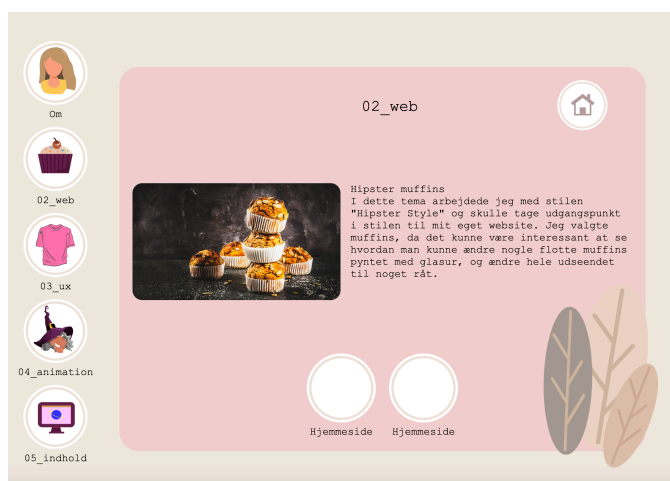 Om
02_web
03_ux
04_animation
05_indhold
02_web
Hipster muffins
I dette tema arbejdede jeg med stilen
"Hipster Style" og skulle tage udgangspunkt
i stilen til mit eget website. Jeg valgte
muffins, da det kunne være interessant at se
hvordan man kunne ændre nogle flotte muffins
pyntet med glasur, og ændre hele udseendet
til noget råt.
Hjemmeside
Hjemmeside